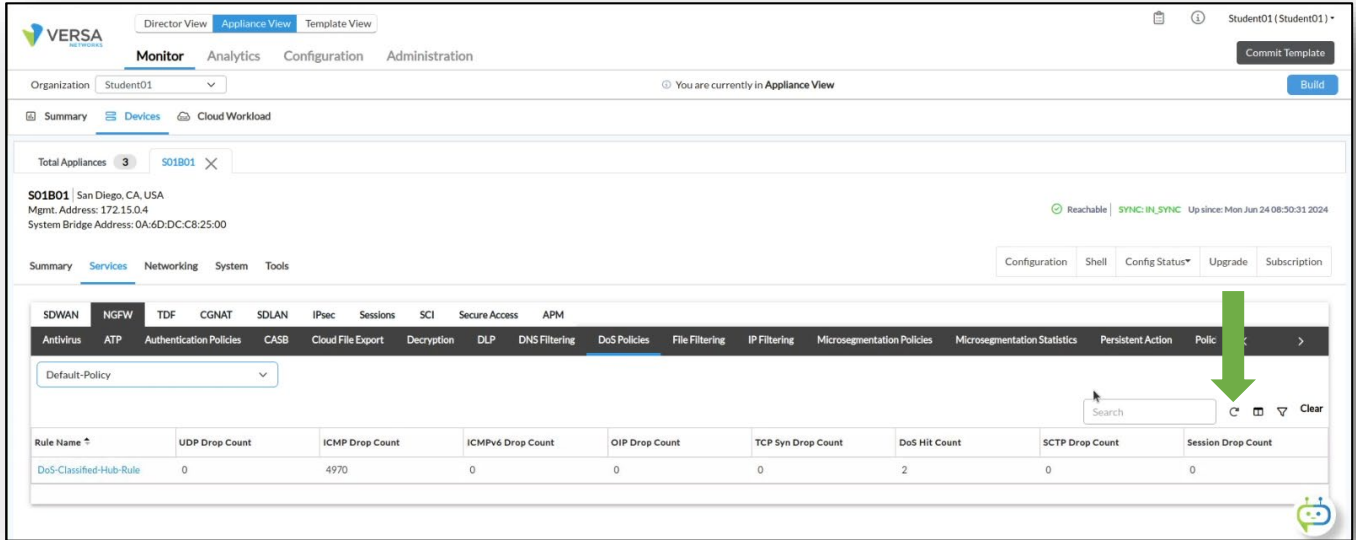 Director View Appliance View Template View
Student01 ( Student01 )
VERSA
NETWORKS
Monitor Analytics Configuration Administration
Commit Template
Organization Student01
You are currently in Appliance View
Build
Summary Devices Cloud Workload
Total Appliances 3 S01B01
S01B01 San Diego, CA, USA
Mgmt. Address: 172.15.0.4
System Bridge Address: 0A:6D:DC:C8:25:00
Reachable SYNC: IN_SYNC Up since: Mon Jun 24 08:50:31 2024
Summary Services Networking System Tools
Configuration Shell Config Status Upgrade Subscription
SDWAN NGFW TDF CGNAT SDLAN IPsec Sessions SCI Secure Access APM
Antivirus ATP Authentication Policies CASB Cloud File Export Decryption DLP DNS Filtering DoS Policies File Filtering IP Filtering Microsegmentation Policies Microsegmentation Statistics Persistent Action Polic
Default-Policy
Search Clear
Rule Name UDP Drop Count ICMP Drop Count ICMPv6 Drop Count OIP Drop Count TCP Syn Drop Count DoS Hit Count SCTP Drop Count Session Drop Count
DoS-Classified-Hub-Rule 0 4970 0 0 0 2 0 0